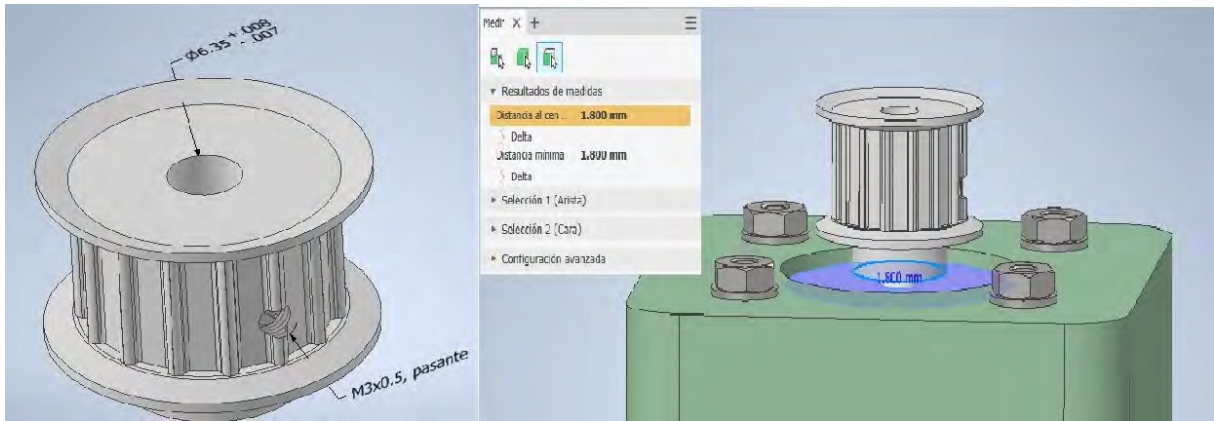 Ø6.35 +.008
-.007
M3x0.5, pasante
Medir X +
Resultados de medidas
Distancia al cen... 1.800 mm
Delta
Distancia mínima 1.800 mm
Delta
Selección 1 (Arista)
Selección 2 (Cara)
Configuración avanzada
1.800 mm